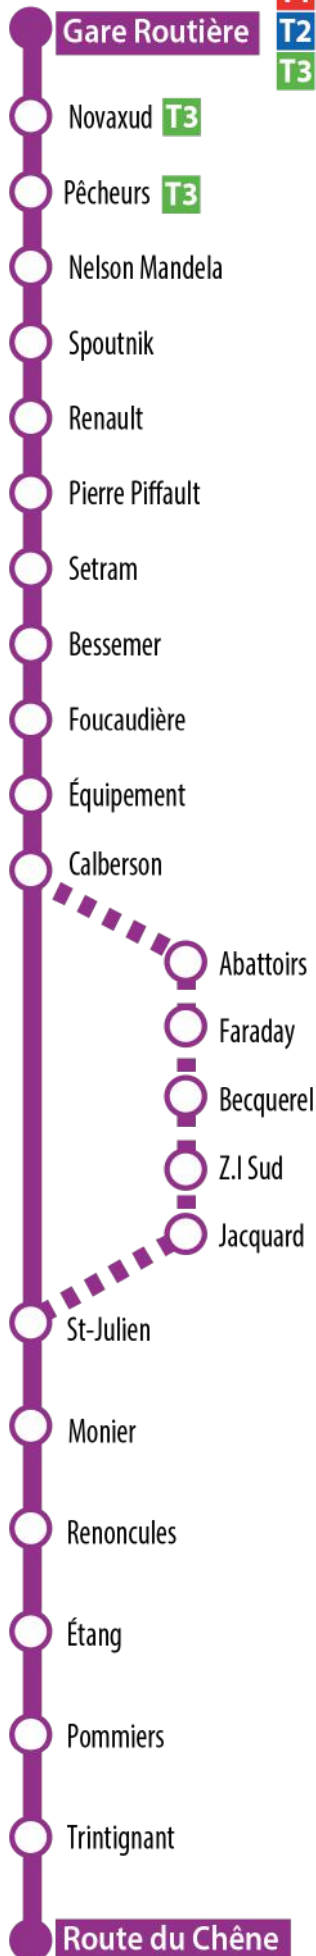 Gare Routière
T2
T3
Novaxud T3
Pêcheurs T3
Nelson Mandela
Spoutnik
Renault
Pierre Piffault
Setram
Bessemer
Foucaudière
Équipement
Calberson
Abattoirs
Faraday
Becquerel
Z.I Sud
Jacquard
St-Julien
Monier
Renoncules
Étang
Pommiers
Trintignant
Route du Chêne